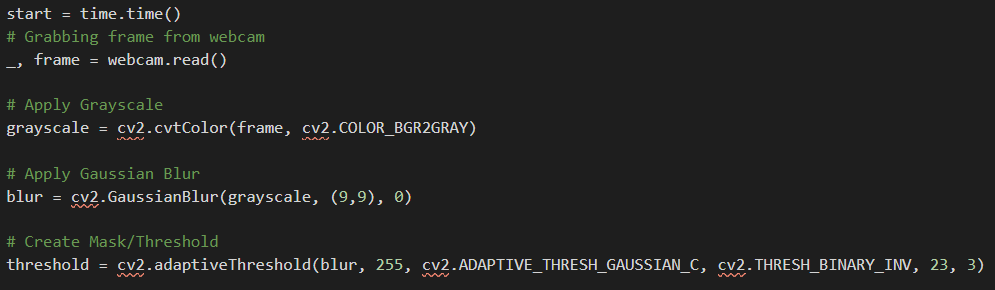 start = time.time()
# Grabbing frame from webcam
_, frame = webcam.read()
# Apply Grayscale
grayscale = cv2.cvtColor(frame, cv2.COLOR_BGR2GRAY)
# Apply Gaussian Blur
blur = cv2.GaussianBlur(grayscale, (9,9), 0)
# Create Mask/Threshold
threshold = cv2.adaptiveThreshold(blur, 255, cv2.ADAPTIVE_THRESH_GAUSSIAN_C, cv2.THRESH_BINARY_INV, 23, 3)